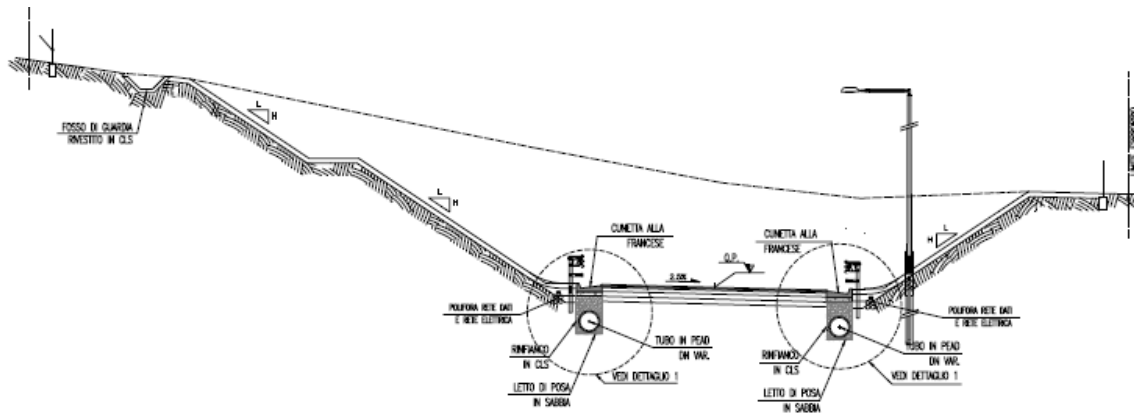 L
H
FOSSO DI GUARDIA
RIVESTITO IN CLS
L
H
CUNETTA ALLA
FRANCESE
Q.P.
2.5%
CUNETTA ALLA
FRANCESE
L
H
POLIFORA RETE DATI
E RETE ELETTRICA
POLIFORA RETE DATI
E RETE ELETTRICA
RINFIANCO
IN CLS
TUBO IN PEAD
DN VAR.
RINFIANCO
IN CLS
TUBO IN PEAD
DN VAR.
VEDI DETTAGLIO 1
VEDI DETTAGLIO 1
LETTO DI POSA
IN SABBIA
LETTO DI POSA
IN SABBIA